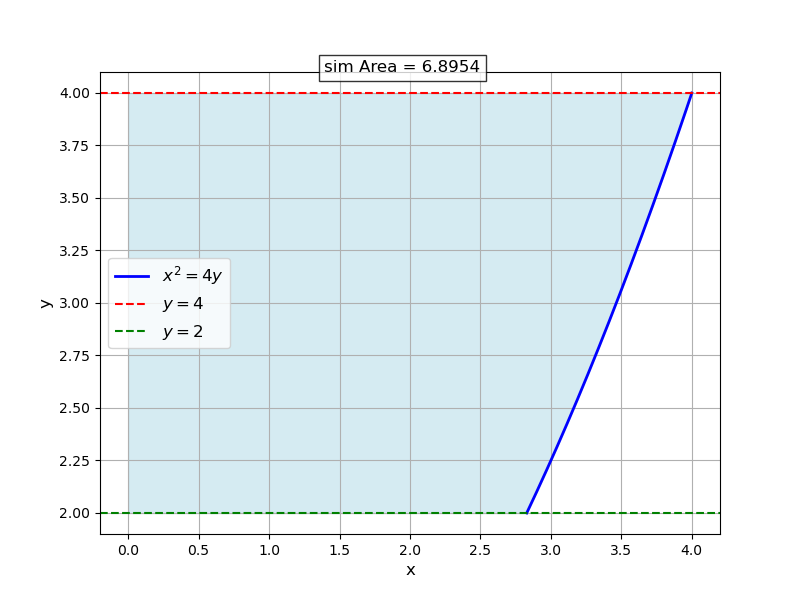 sim Area = 6.8954
4.00
3.75
3.50
3.25
3.00
2.75
2.50
2.25
2.00
y
x² = 4y
y = 4
y = 2
0.0 0.5 1.0 1.5 2.0 2.5 3.0 3.5 4.0
x